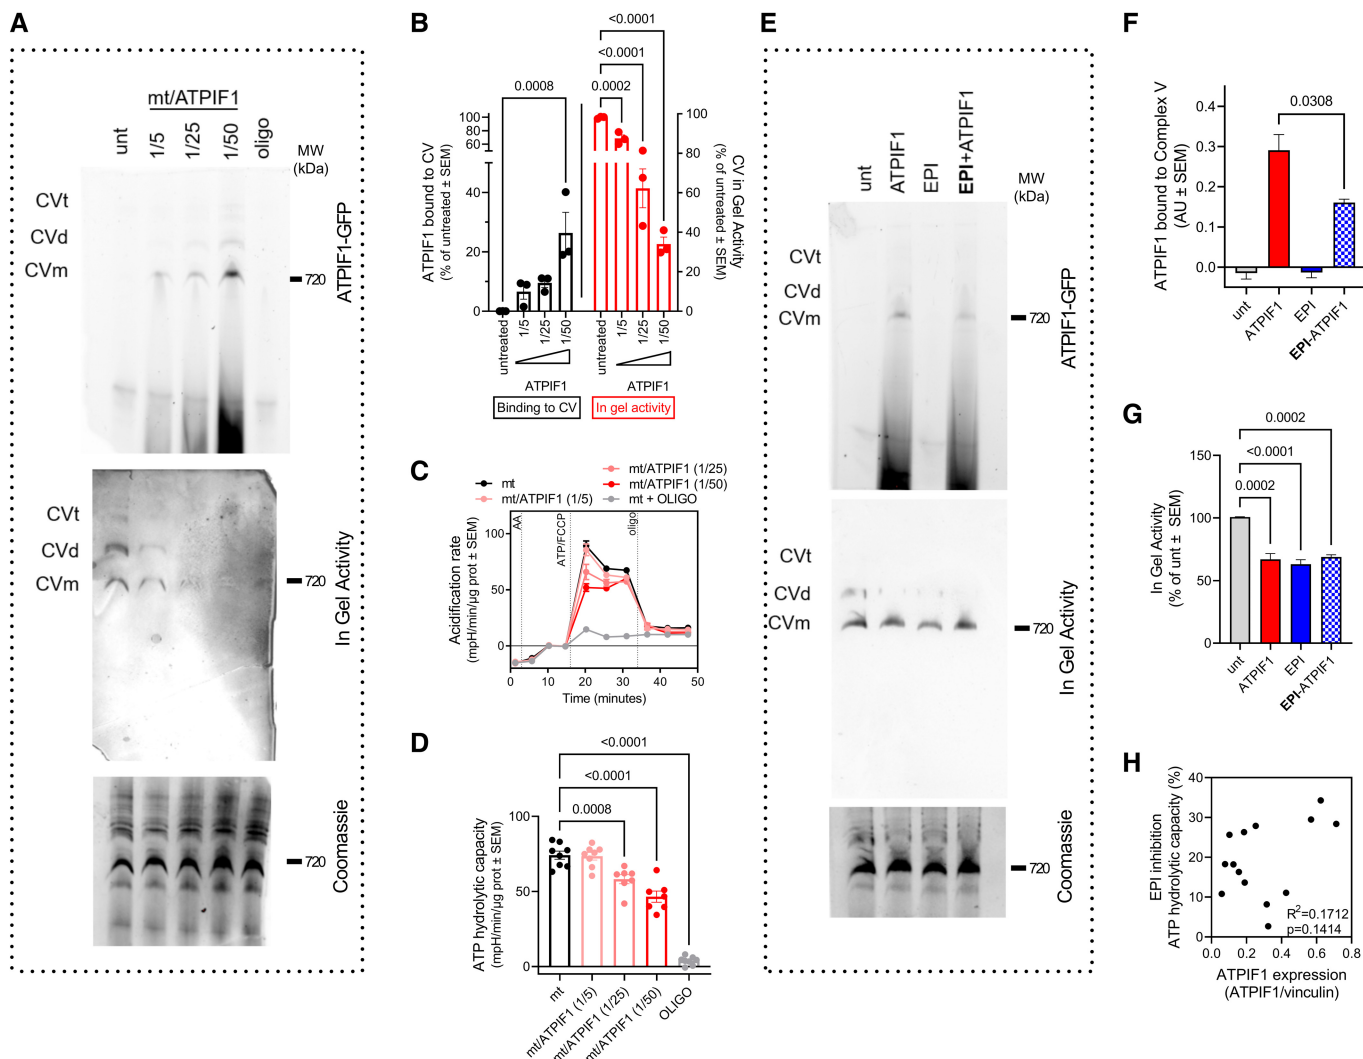 A
mt/ATPIF1
unt
1/5
1/25
1/50
oligo
MW
(kDa)
CVt
CVd
CVm
720
ATPIF1-GFP
CVt
CVd
CVm
720
In Gel Activity
720
Coomassie
B
<0.0001
<0.0001
0.0008
0.0002
ATPIF1 bound to CV
(% of untreated ± SEM)
100
80
60
40
20
0
100
80
60
40
20
0
CV in Gel Activity
(% of untreated ± SEM)
untreated
1/5
1/25
1/50
untreated
1/5
1/25
1/50
ATPIF1
ATPIF1
Binding to CV
In gel activity
C
mt
mt/ATPIF1 (1/5)
mt/ATPIF1 (1/25)
mt/ATPIF1 (1/50)
mt + OLIGO
Acidification rate
(mpH/min/µg prot ± SEM)
100
50
0
AA
ATP/FCCP
oligo
0
10
20
30
40
50
Time (minutes)
D
<0.0001
<0.0001
0.0008
ATP hydrolytic capacity
(mpH/min/µg prot ± SEM)
100
50
0
mt
mt/ATPIF1 (1/5)
mt/ATPIF1 (1/25)
mt/ATPIF1 (1/50)
OLIGO
E
unt
ATPIF1
EPI
EPI+ATPIF1
MW
(kDa)
CVt
CVd
CVm
720
ATPIF1-GFP
CVt
CVd
CVm
720
In Gel Activity
720
Coomassie
F
ATPIF1 bound to Complex V
(AU ± SEM)
0.4
0.3
0.2
0.1
0.0
0.0308
unt
ATPIF1
EPI
EPI-ATPIF1
G
0.0002
<0.0001
0.0002
In Gel Activity
(% of unt ± SEM)
150
100
50
0
unt
ATPIF1
EPI
EPI-ATPIF1
H
EPI inhibition
ATP hydrolytic capacity (%)
40
30
20
10
0
R2=0.1712
p=0.1414
0.0
0.2
0.4
0.6
0.8
ATPIF1 expression
(ATPIF1/vinculin)